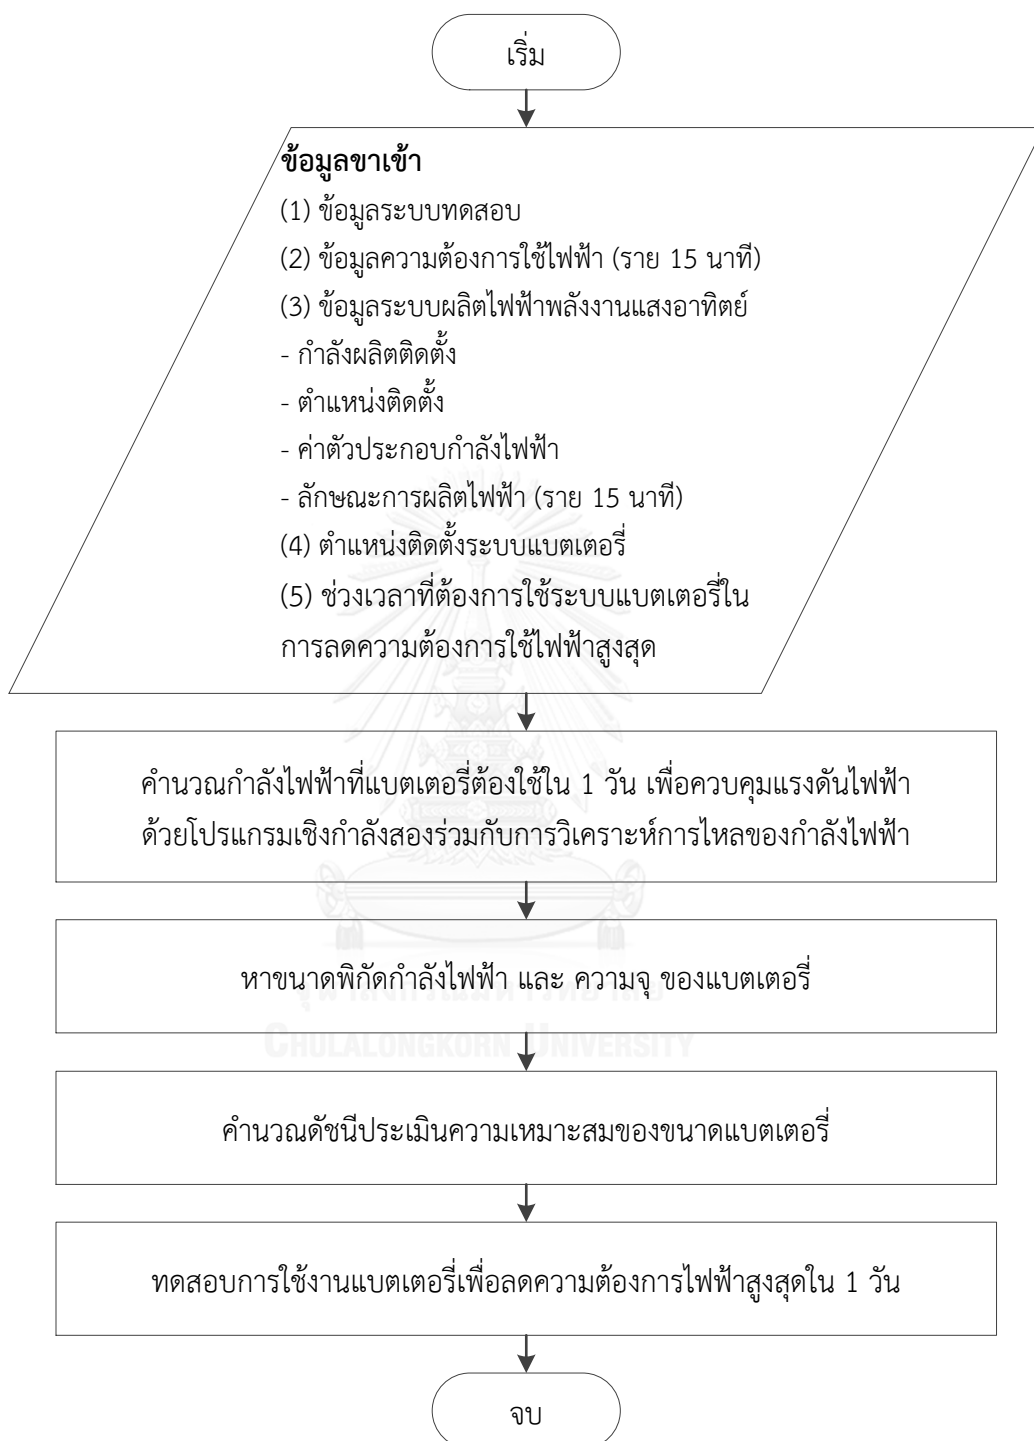 เริ่ม
ข้อมูลขาเข้า
(1) ข้อมูลระบบทดสอบ
(2) ข้อมูลความต้องการใช้ไฟฟ้า (ราย 15 นาที)
(3) ข้อมูลระบบผลิตไฟฟ้าพลังงานแสงอาทิตย์
- กำลังผลิตติดตั้ง
- ตำแหน่งติดตั้ง
- ค่าตัวประกอบกำลังไฟฟ้า
- ลักษณะการผลิตไฟฟ้า (ราย 15 นาที)
(4) ตำแหน่งติดตั้งระบบแบตเตอรี่
(5) ช่วงเวลาที่ต้องการใช้ระบบแบตเตอรี่ใน
การลดความต้องการใช้ไฟฟ้าสูงสุด
คำนวณกำลังไฟฟ้าที่แบตเตอรี่ต้องใช้ใน 1 วัน เพื่อควบคุมแรงดันไฟฟ้า
ด้วยโปรแกรมเชิงกำลังสองร่วมกับการวิเคราะห์การไหลของกำลังไฟฟ้า
หาขนาดพิกัดกำลังไฟฟ้า และ ความจุ ของแบตเตอรี่
จุฬาลงกรณ์มหาวิทยาลัย
CHULALONGKORN UNIVERSITY
คำนวณดัชนีประเมินความเหมาะสมของขนาดแบตเตอรี่
ทดสอบการใช้งานแบตเตอรี่เพื่อลดความต้องการไฟฟ้าสูงสุดใน 1 วัน
จบ